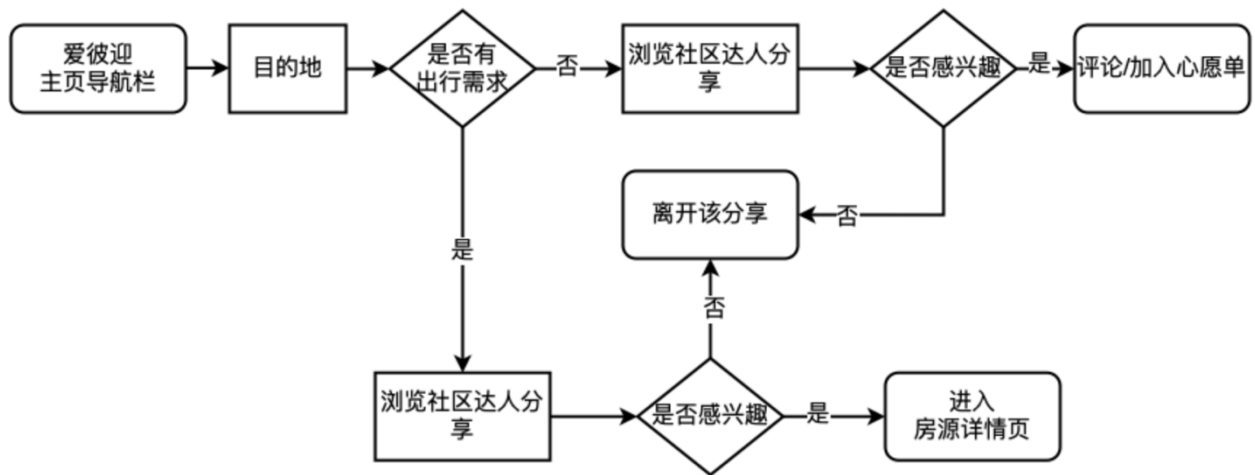 爱彼迎
主页导航栏
目的地
是否有
出行需求
否
浏览社区达人分
享
是否感兴趣
是
评论/加入心愿单
离开该分享
否
是
否
浏览社区达人分
享
是否感兴趣
是
进入
房源详情页